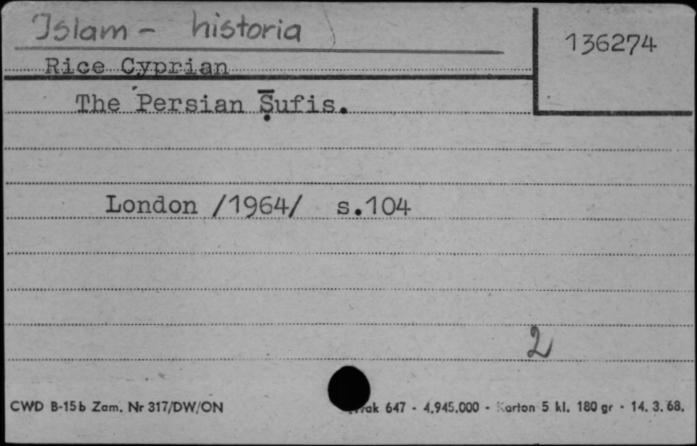 Islam - historia
136274
Rice Cyprian
The Persian Ṣ̄ufis.
London /1964/ s.104
2
CWD B-15b Zam. Nr 317/DW/ON
647 - 4.945.000 - Karton 5 kl. 180 gr - 14. 3. 68.